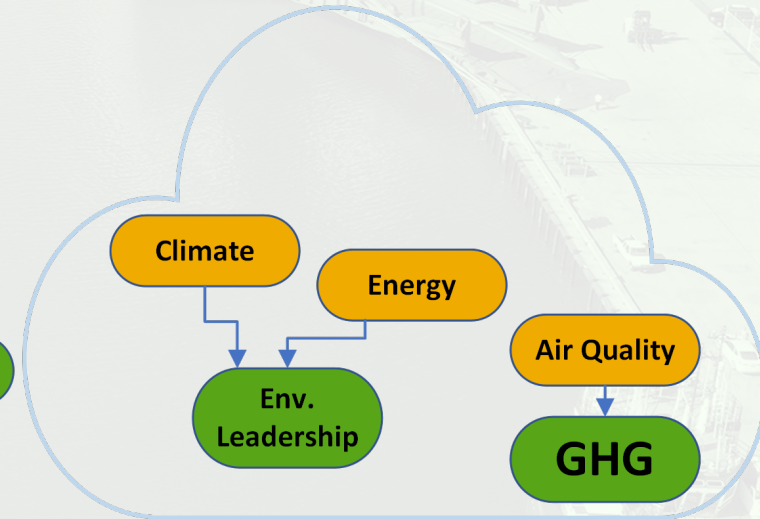 Climate
Energy
Air Quality
Env.
Leadership
GHG